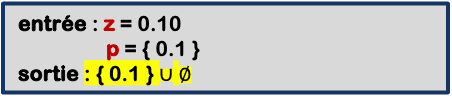 entrée : z = 0.10
p = { 0.1 }
sortie : { 0.1 } ∪ Ø